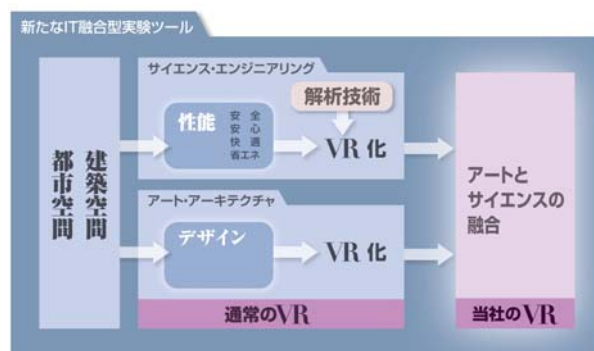 新たなIT融合型実験ツール
建築空間
都市空間
サイエンス・エンジニアリング
解析技術
性能
安全
安心
快適
省エネ
VR化
アート・アーキテクチャ
デザイン
VR化
通常のVR
アートと
サイエンスの
融合
当社のVR